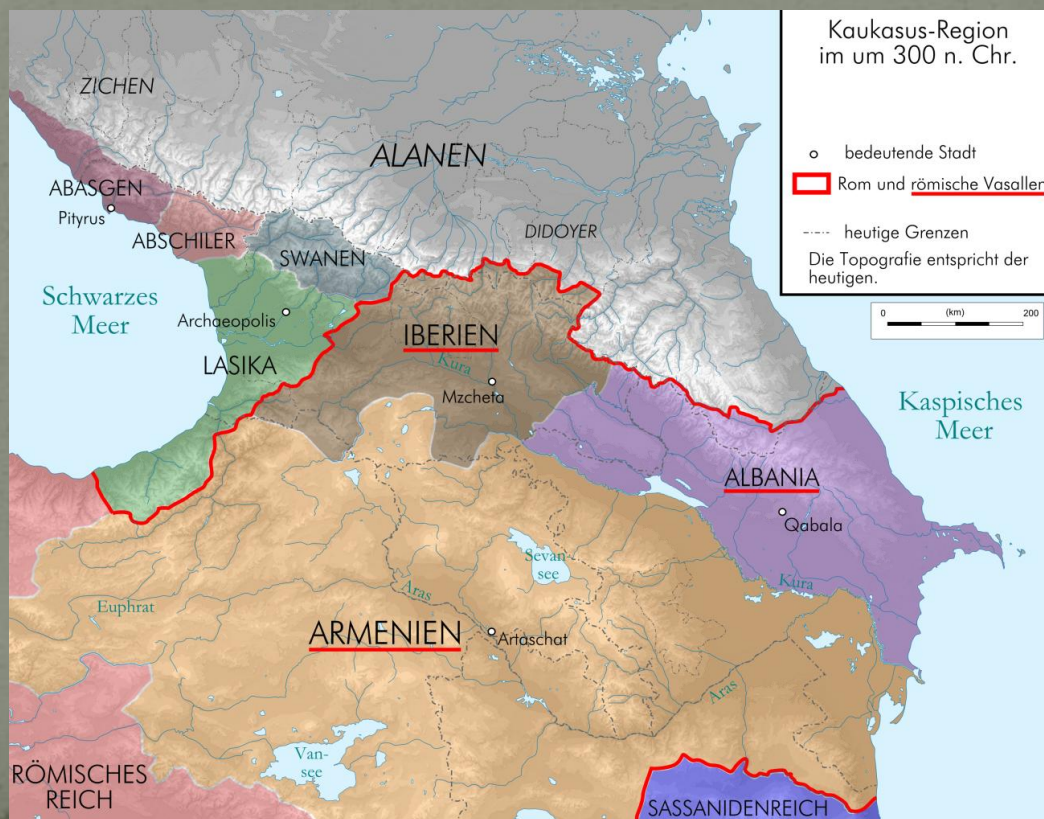 Kaukasus-Region
im um 300 n. Chr.
bedeutende Stadt
Rom und römische Vasallen
heutige Grenzen
Die Topografie entspricht der
heutigen.
0 (km) 200
ZICHEN
ALANEN
ABASGEN
Pityrus
ABSCHILER
DIDOYER
SWANEN
Schwarzes
Meer
Archaeopolis
IBERIEN
LASIKA
Kura
Mzcheta
Kaspisches
Meer
ALBANIA
Qabala
Sevan-
see
Kura
Aras
Euphrat
ARMENIEN
Artaschat
Aras
Van-
see
RÖMISCHES
REICH
SASSANIDENREICH